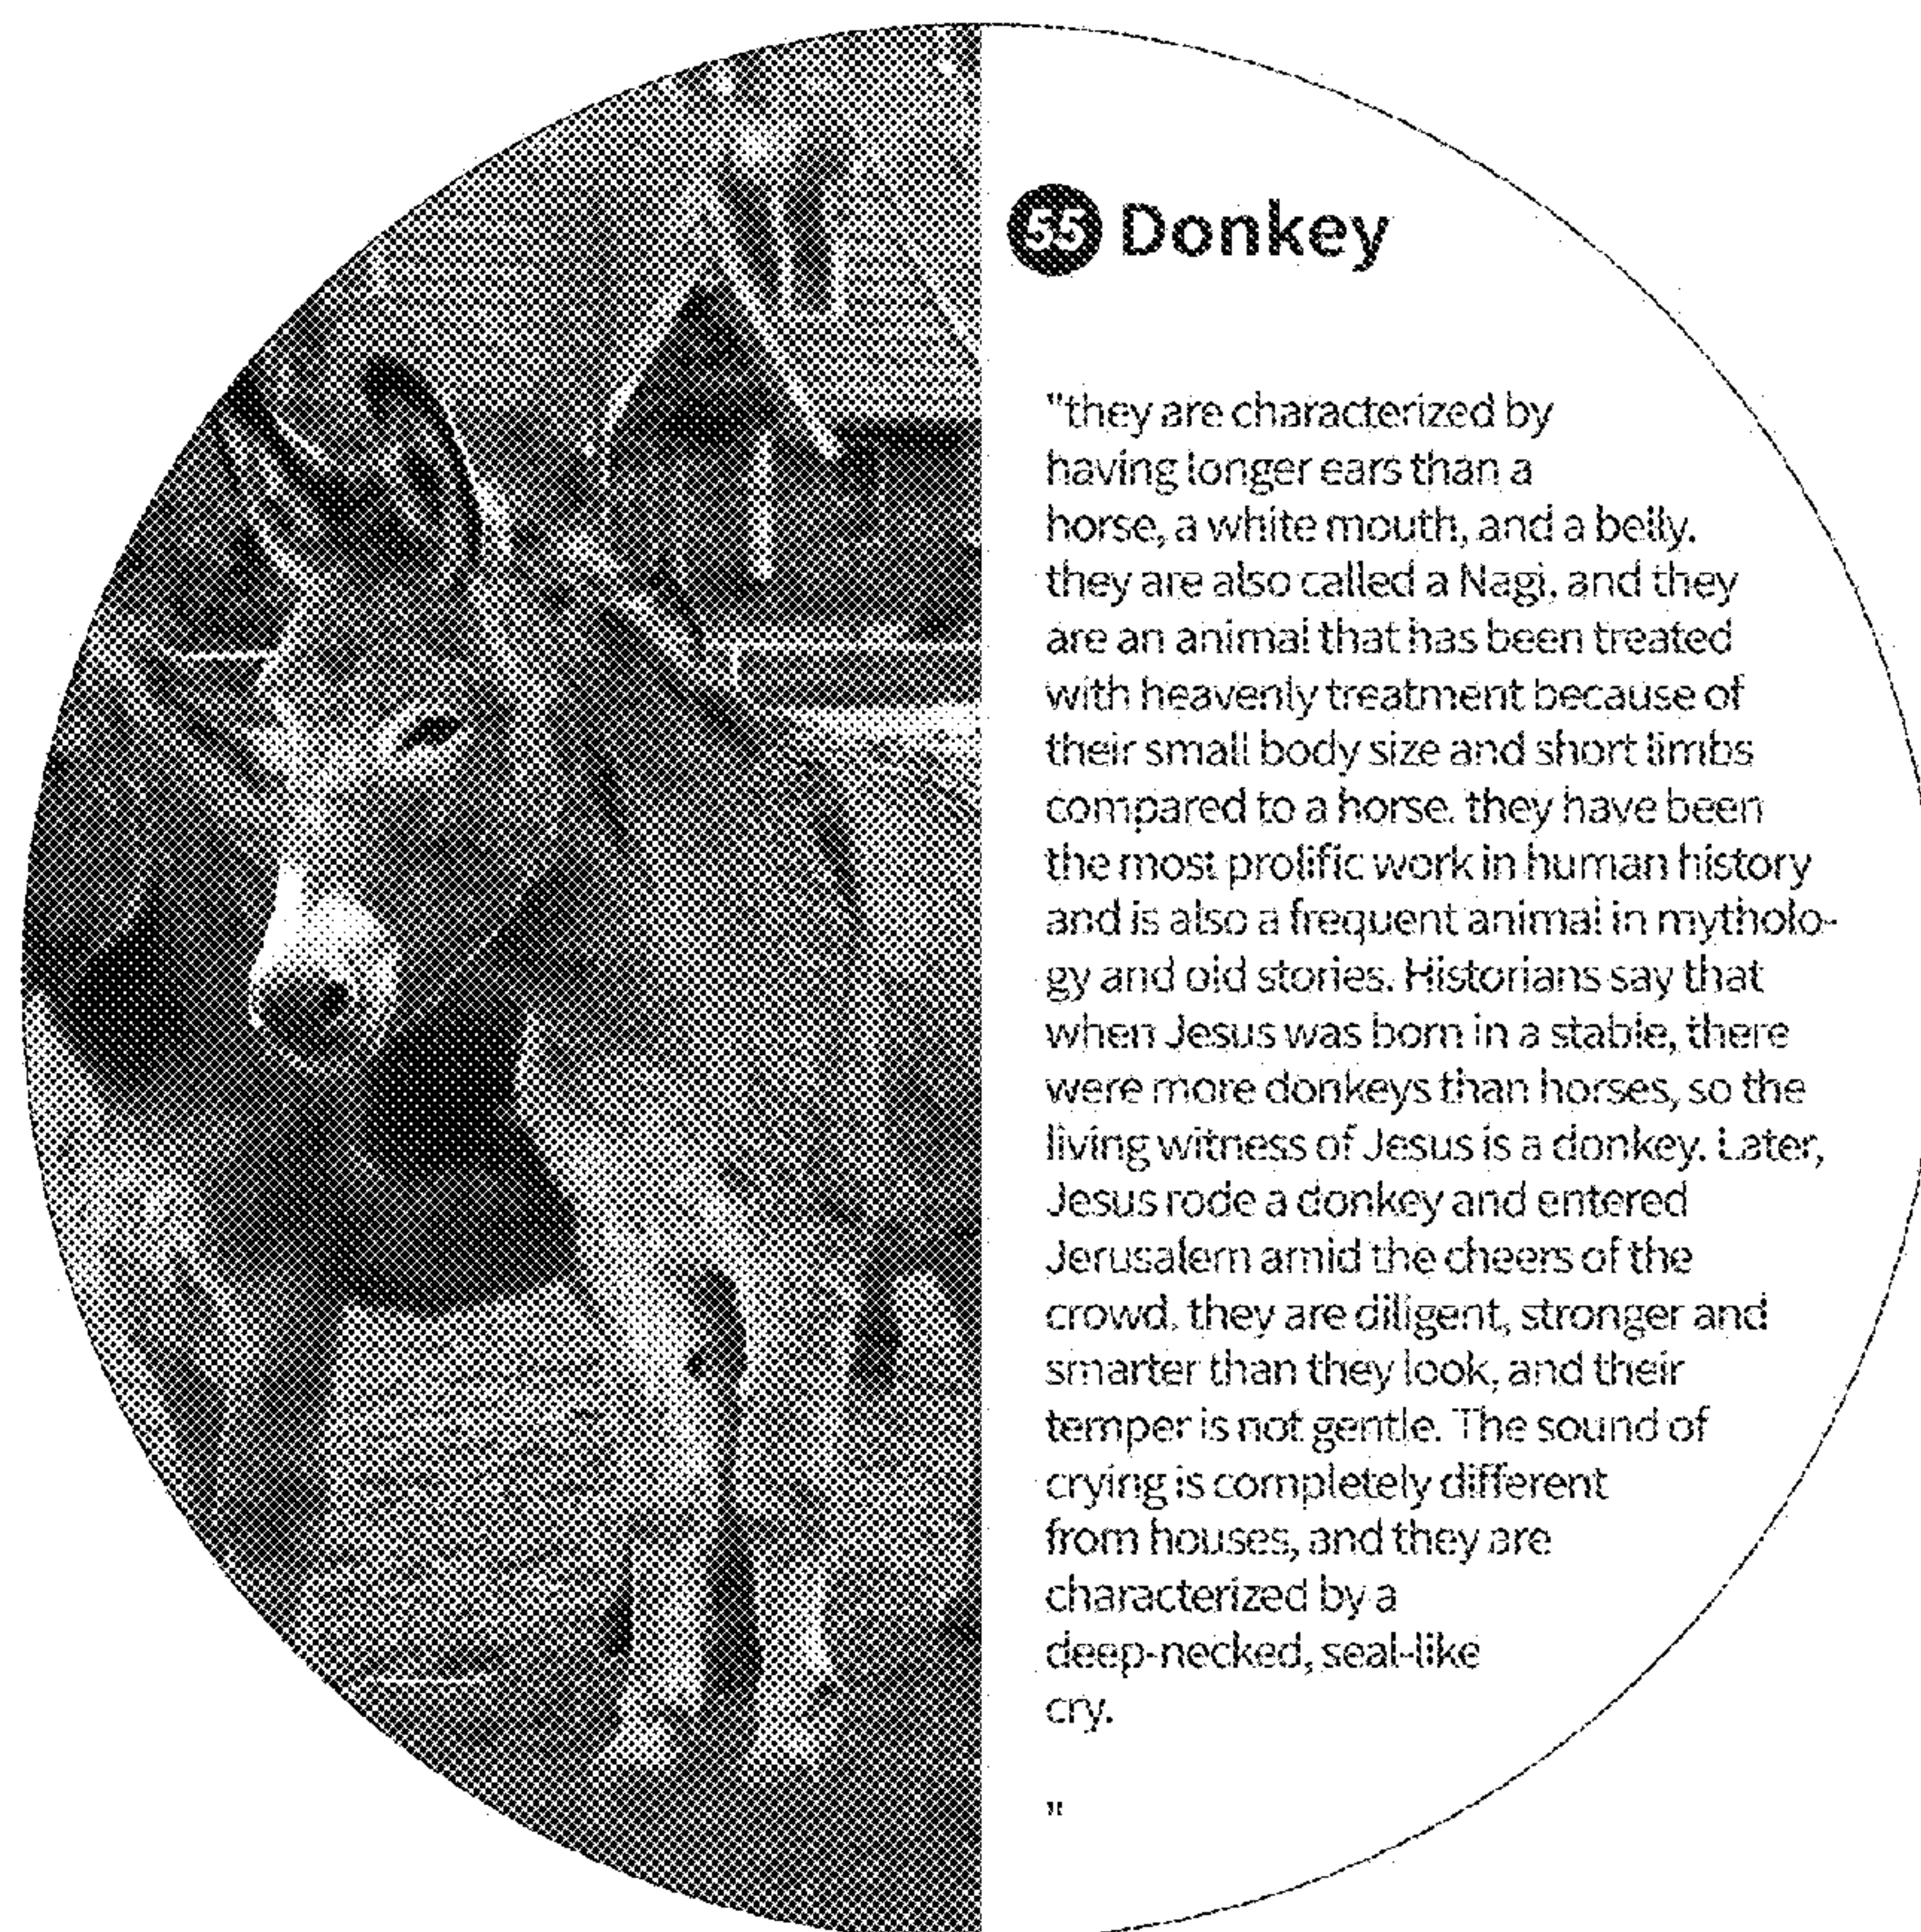 55 Donkey
"they are characterized by
having longer ears than a
horse, a white mouth, and a belly.
they are also called a Nagi. and they
are an animal that has been treated
with heavenly treatment because of
their small body size and short limbs
compared to a horse. they have been
the most prolific work in human history
and is also a frequent animal in mytholo-
gy and old stories. Historians say that
when Jesus was born in a stable, there
were more donkeys than horses, so the
living witness of Jesus is a donkey. Later,
Jesus rode a donkey and entered
Jerusalem amid the cheers of the
crowd. they are diligent, stronger and
smarter than they look, and their
temper is not gentle. The sound of
crying is completely different
from houses, and they are
characterized by a
deep-necked, seal-like
cry.
"